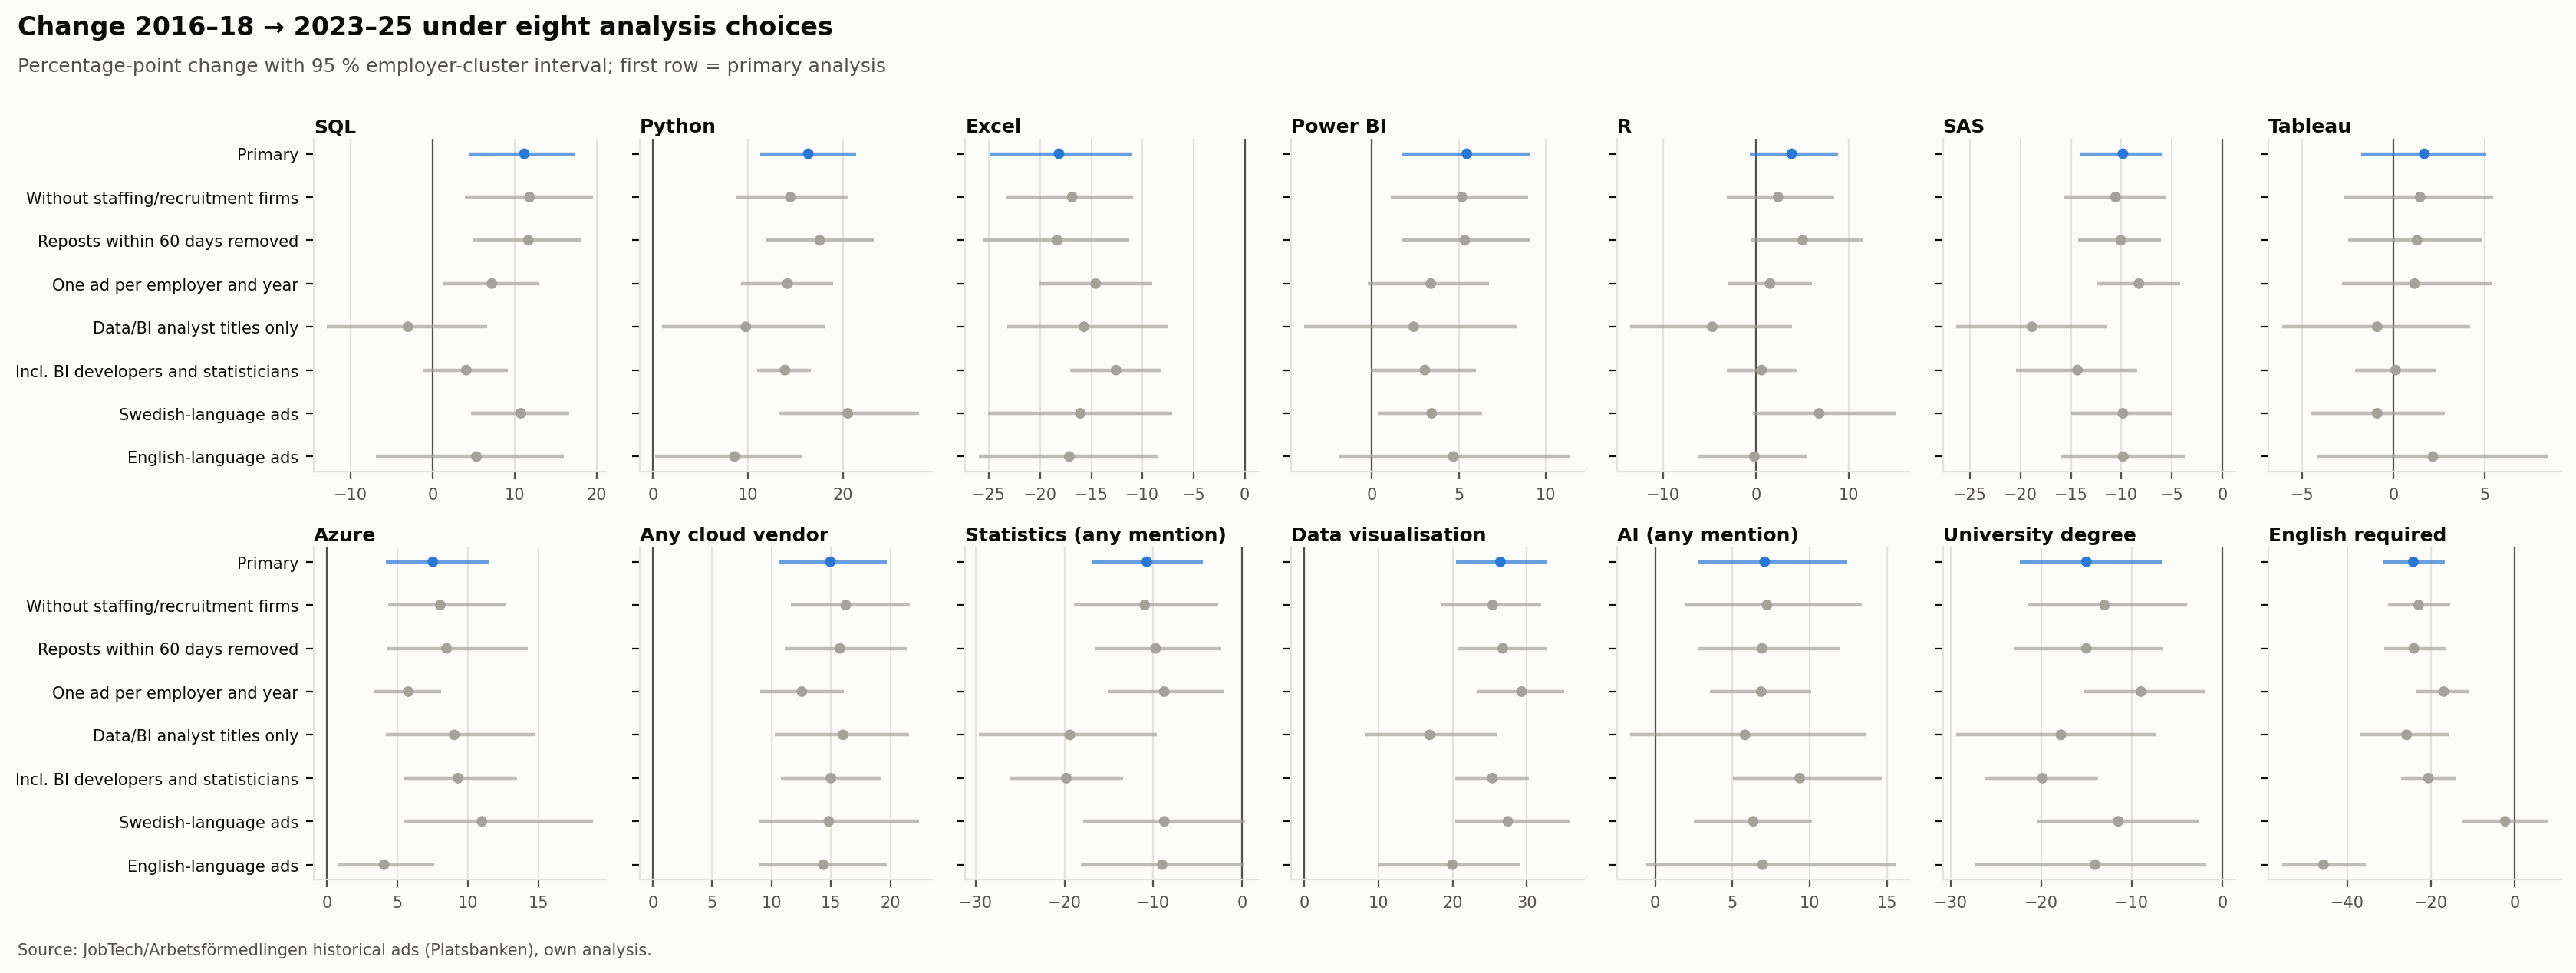 Change 2016–18 → 2023–25 under eight analysis choices
Percentage-point change with 95 % employer-cluster interval; first row = primary analysis
SQL Python Excel Power BI R SAS Tableau
Primary
Without staffing/recruitment firms
Reposts within 60 days removed
One ad per employer and year
Data/BI analyst titles only
Incl. BI developers and statisticians
Swedish-language ads
English-language ads
−10 0 10 20 0 10 20 −25 −20 −15 −10 −5 0 0 5 10 −10 0 10 −25 −20 −15 −10 −5 0 −5 0 5
Azure Any cloud vendor Statistics (any mention) Data visualisation AI (any mention) University degree English required
Primary
Without staffing/recruitment firms
Reposts within 60 days removed
One ad per employer and year
Data/BI analyst titles only
Incl. BI developers and statisticians
Swedish-language ads
English-language ads
0 5 10 15 0 5 10 15 20 −30 −20 −10 0 0 10 20 30 0 5 10 15 −30 −20 −10 0 −40 −20 0
Source: JobTech/Arbetsförmedlingen historical ads (Platsbanken), own analysis.